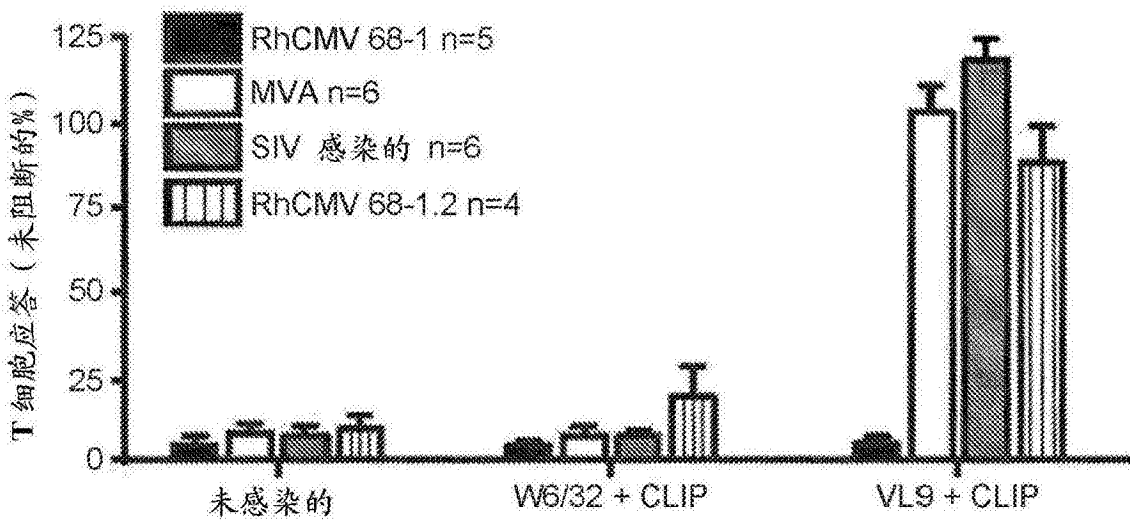 RhCMV 68-1 n=5
MVA n=6
SIV 感染的 n=6
RhCMV 68-1.2 n=4
T 细胞应答(未阻断的%)
125
100
75
50
25
0
未感染的
W6/32 + CLIP
VL9 + CLIP